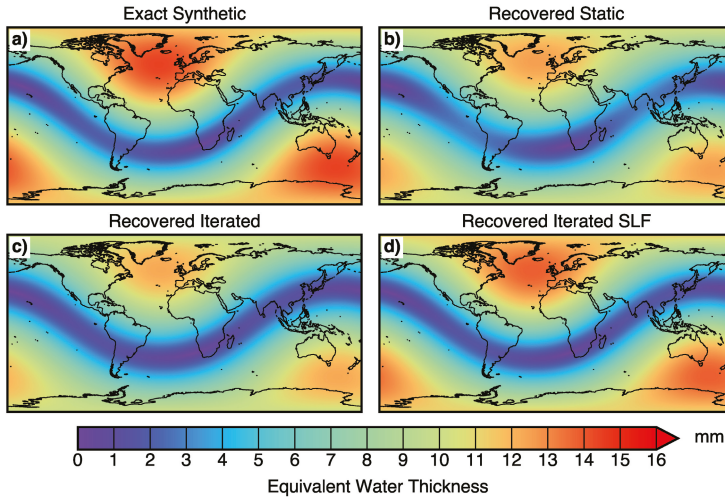 Exact Synthetic
Recovered Static
a)
b)
Recovered Iterated
Recovered Iterated SLF
c)
d)
mm
0 1 2 3 4 5 6 7 8 9 10 11 12 13 14 15 16
Equivalent Water Thickness